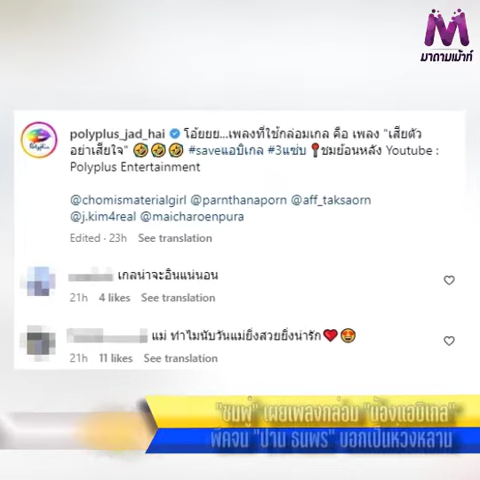 มาดามเม้าท์
polyplus_jad_hai โอ้ยยย...เพลงที่ใช้กล่อมเกล คือ เพลง "เสียตัว
อย่าเสียใจ" 🤣🤣🤣 #saveแอบิเกล #3แซ่บ 📍ชมย้อนหลัง Youtube :
Polyplus Entertainment
@chomismaterialgirl @parnthanaporn @aff_taksaorn
@j.kim4real @maicharoenpura
Edited · 23h See translation
เกลน่าจะอินแน่นอน
21h 4 likes See translation
แม่ ทำไมนับวันแม่ยิ่งสวยยิ่งน่ารัก❤️🤩
21h 11 likes See translation
"ชมพู่" เผยเพลงกล่อม "น้องแอบิเกล"
พีคจน "ปาน ธนพร" บอกเป็นห่วงหลาน